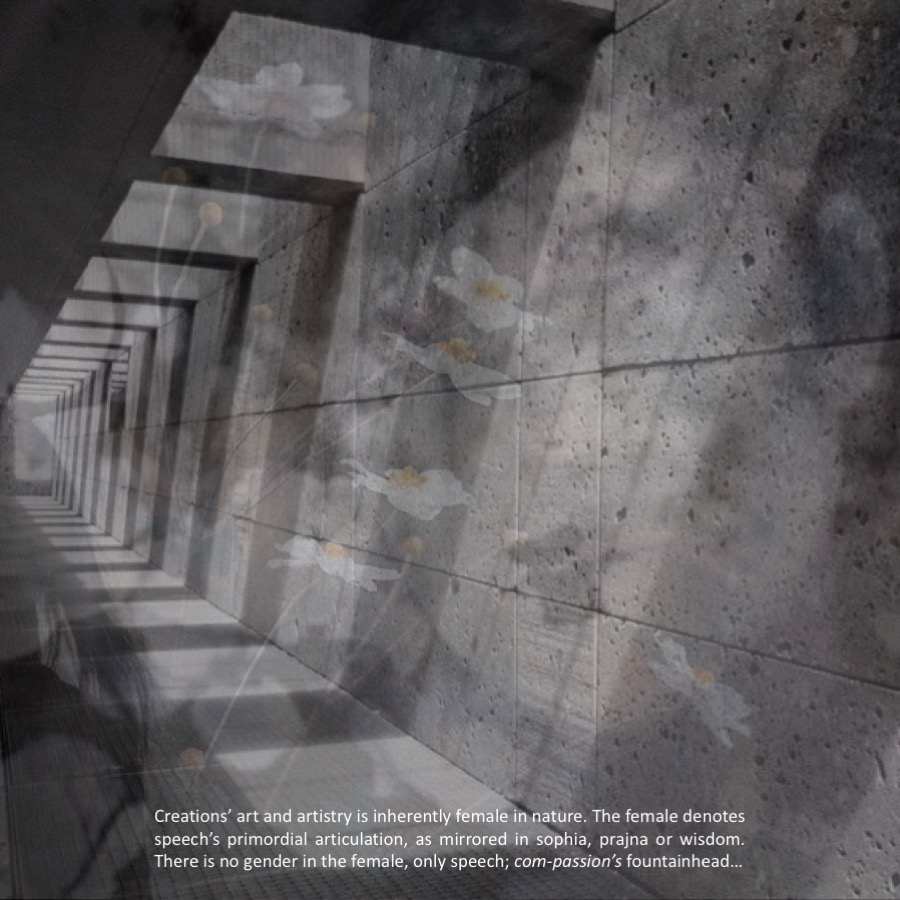 Creations’ art and artistry is inherently female in nature. The female denotes
speech’s primordial articulation, as mirrored in sophia, prajna or wisdom.
There is no gender in the female, only speech; com-passion’s fountainhead…